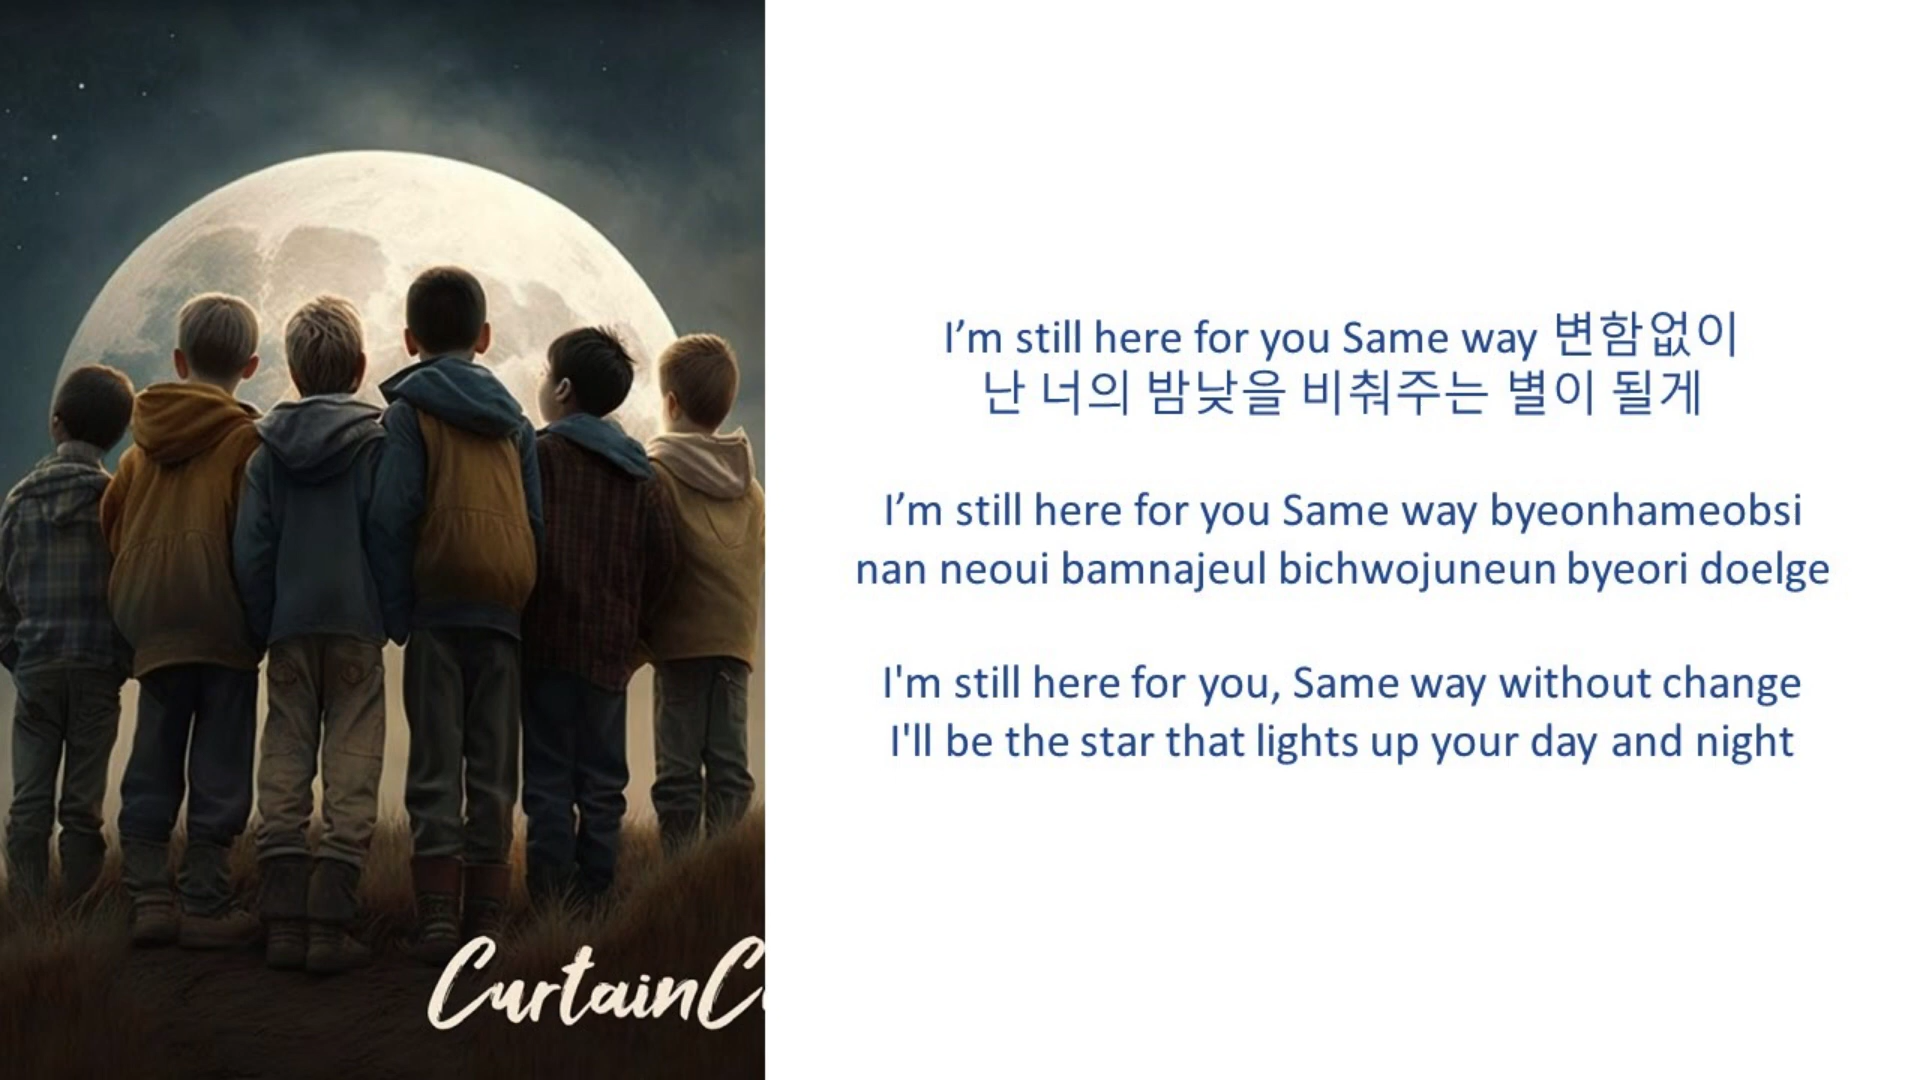 I’m still here for you Same way 변함없이
난 너의 밤낮을 비춰주는 별이 될게
I’m still here for you Same way byeonhameobsi
nan neoui bamnajeul bichwojuneun byeori doelge
I'm still here for you, Same way without change
I'll be the star that lights up your day and night
CurtainC